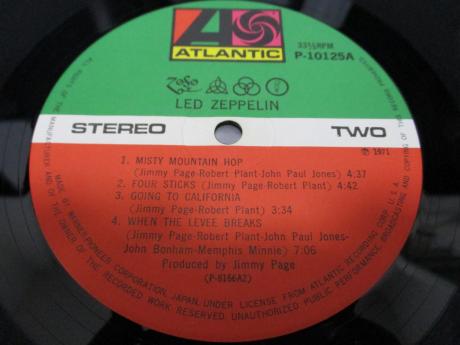 ATLANTIC
33⅓RPM
P-10125A
LED ZEPPELIN
STEREO
TWO
℗ 1971
1. MISTY MOUNTAIN HOP
(Jimmy Page-Robert Plant-John Paul Jones) 4:37
2. FOUR STICKS (Jimmy Page-Robert Plant) 4:42
3. GOING TO CALIFORNIA
(Jimmy Page-Robert Plant) 3:34
4. WHEN THE LEVEE BREAKS
(Jimmy Page-Robert Plant-John Paul Jones-
John Bonham-Memphis Minnie) 7:06
Produced by Jimmy Page
(P-8166A2)
MADE BY WARNER-PIONEER CORPORATION, JAPAN, UNDER LICENSE FROM ATLANTIC RECORDING CORP. U.S.A.
ALL RIGHTS OF THE MANUFACTURER AND OF THE OWNER OF THE RECORDED WORK RESERVED. UNAUTHORIZED PUBLIC PERFORMANCE, BROADCASTING AND COPYING OF THIS RECORD PROHIBITED.